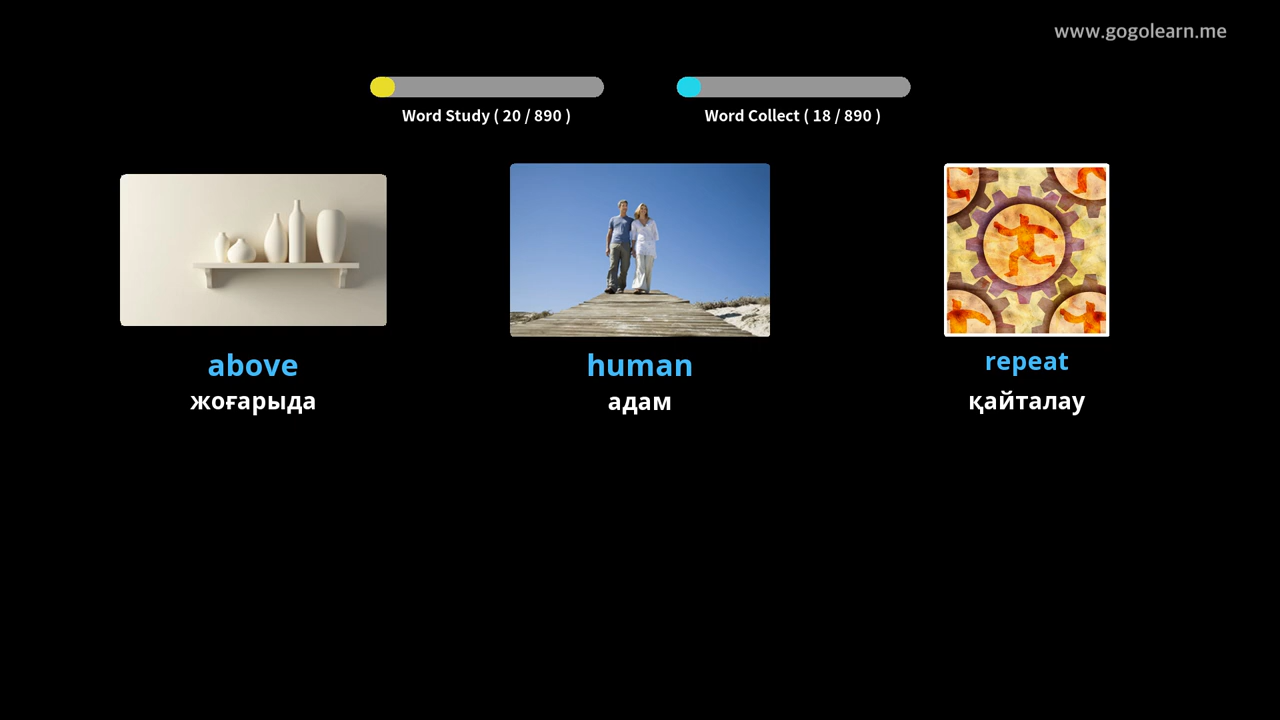 www.gogolearn.me
Word Study ( 20 / 890 )
Word Collect ( 18 / 890 )
above
жоғарыда
human
адам
repeat
қайталау